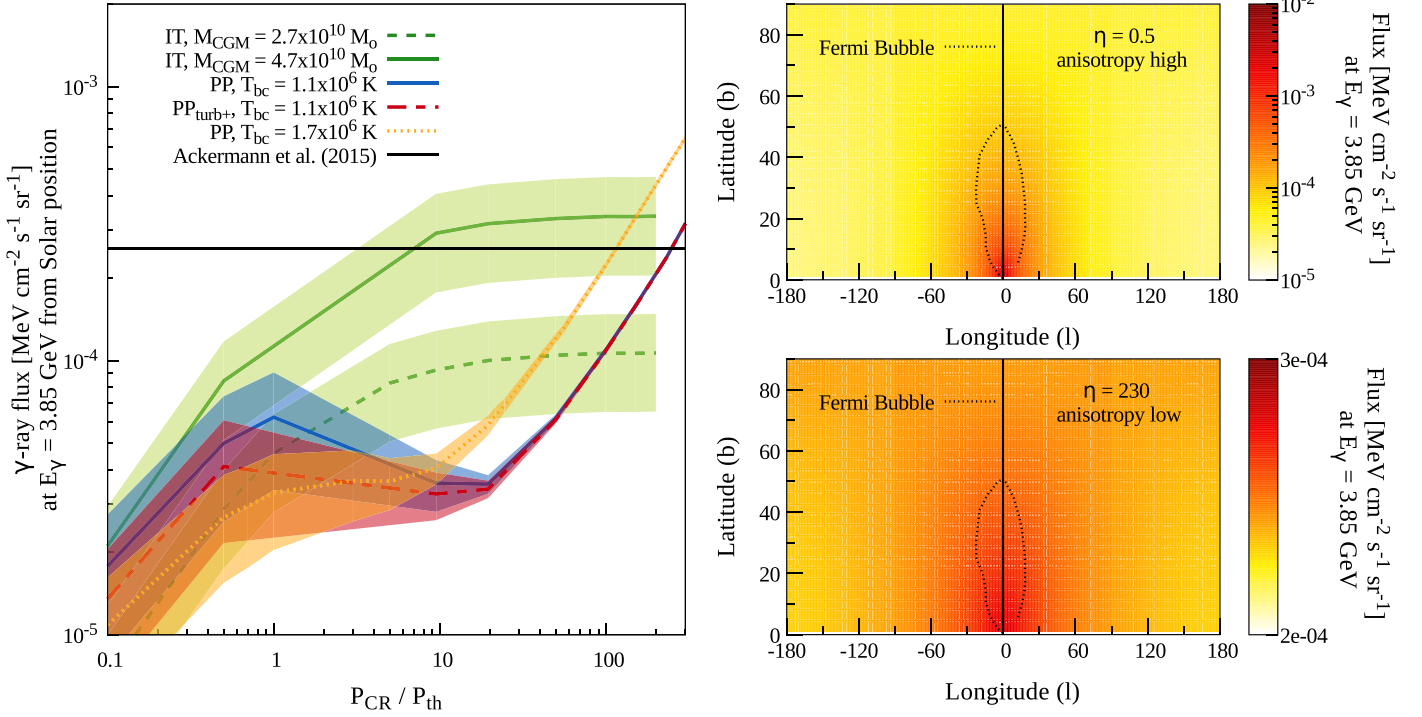 IT, M_CGM = 2.7x10^10 M_o
IT, M_CGM = 4.7x10^10 M_o
PP, T_bc = 1.1x10^6 K
PP_turb+, T_bc = 1.1x10^6 K
PP, T_bc = 1.7x10^6 K
Ackermann et al. (2015)
γ-ray flux [MeV cm^-2 s^-1 sr^-1]
at E_γ = 3.85 GeV from Solar position
10^-3
10^-4
10^-5
0.1
1
10
100
P_CR / P_th
Fermi Bubble
η = 0.5
anisotropy high
Latitude (b)
80
60
40
20
0
-180
-120
-60
0
60
120
180
Longitude (l)
10^-2
10^-3
10^-4
10^-5
Flux [MeV cm^-2 s^-1 sr^-1]
at E_γ = 3.85 GeV
Fermi Bubble
η = 230
anisotropy low
Latitude (b)
80
60
40
20
0
-180
-120
-60
0
60
120
180
Longitude (l)
3e-04
2e-04
Flux [MeV cm^-2 s^-1 sr^-1]
at E_γ = 3.85 GeV